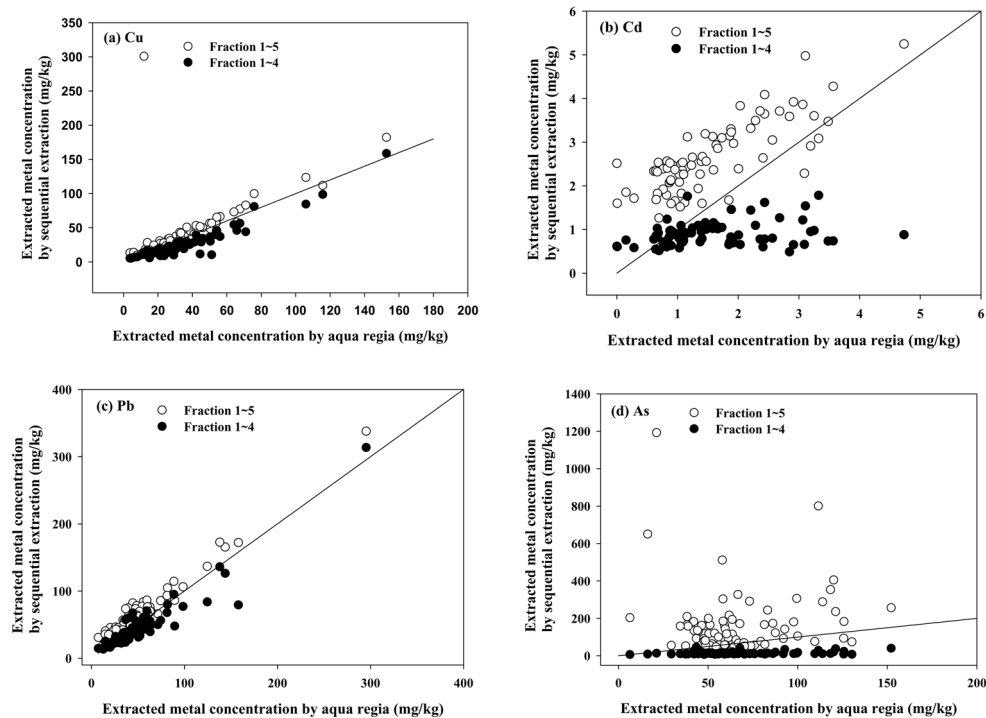 (a) Cu
Fraction 1~5
Fraction 1~4
350
300
250
200
150
100
50
0
0 20 40 60 80 100 120 140 160 180 200
Extracted metal concentration
by sequential extraction (mg/kg)
Extracted metal concentration by aqua regia (mg/kg)
(b) Cd
Fraction 1~5
Fraction 1~4
6
5
4
3
2
1
0
0 1 2 3 4 5 6
Extracted metal concentration
by sequential extraction (mg/kg)
Extracted metal concentration by aqua regia (mg/kg)
(c) Pb
Fraction 1~5
Fraction 1~4
400
300
200
100
0
0 100 200 300 400
Extracted metal concentration
by sequential extraction (mg/kg)
Extracted metal concentration by aqua regia (mg/kg)
(d) As
Fraction 1~5
Fraction 1~4
1400
1200
1000
800
600
400
200
0
0 50 100 150 200
Extracted metal concentration
by sequential extraction (mg/kg)
Extracted metal concentration by aqua regia (mg/kg)